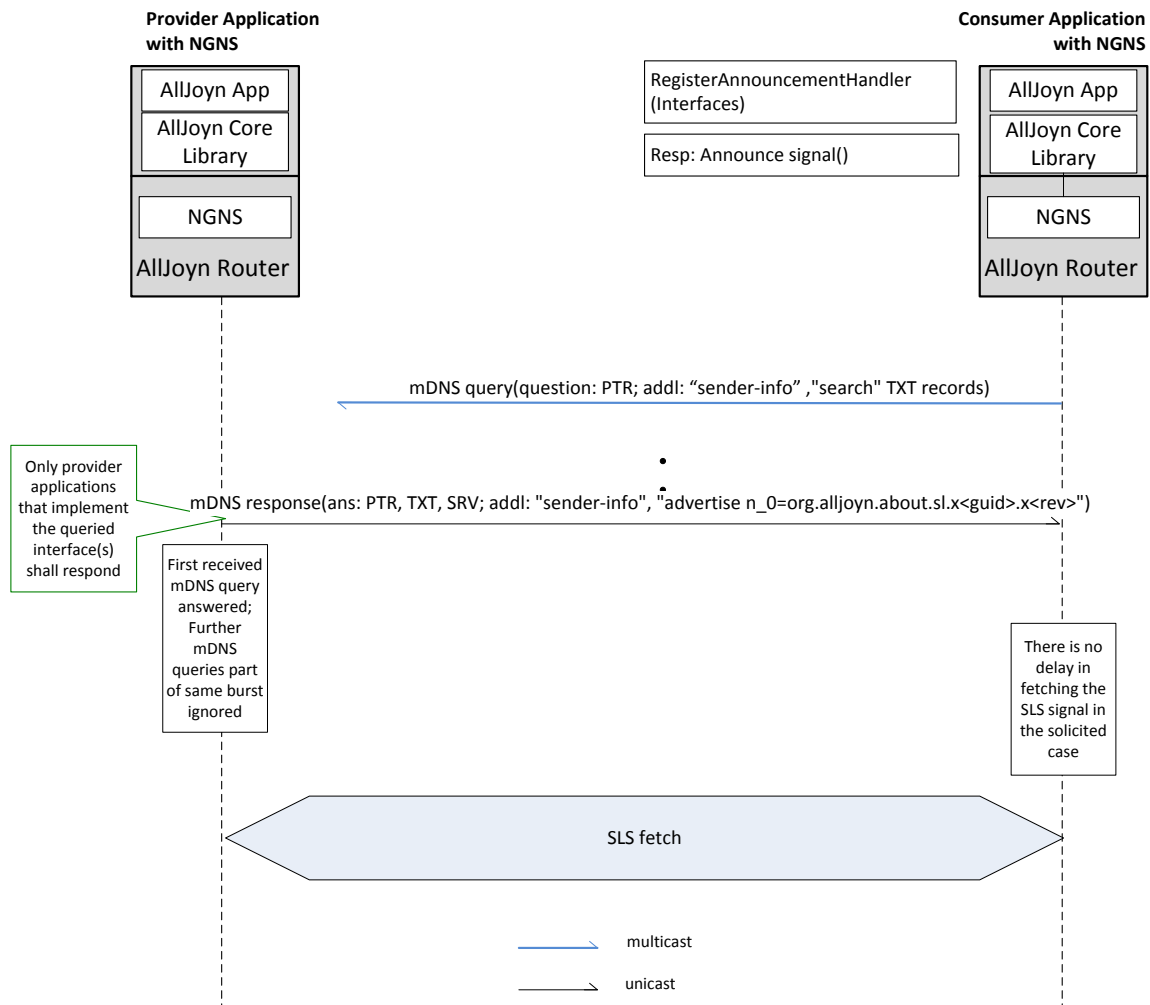 Provider Application
with NGNS
Consumer Application
with NGNS
AllJoyn App
AllJoyn Core
Library
NGNS
AllJoyn Router
RegisterAnnouncementHandler
(Interfaces)
Resp: Announce signal()
AllJoyn App
AllJoyn Core
Library
NGNS
AllJoyn Router
mDNS query(question: PTR; addl: “sender-info” ,"search" TXT records)
Only provider
applications
that implement
the queried
interface(s)
shall respond
mDNS response(ans: PTR, TXT, SRV; addl: "sender-info", "advertise n_0=org.alljoyn.about.sl.x<guid>.x<rev>")
First received
mDNS query
answered;
Further
mDNS
queries part
of same burst
ignored
There is no
delay in
fetching the
SLS signal in
the solicited
case
SLS fetch
multicast
unicast